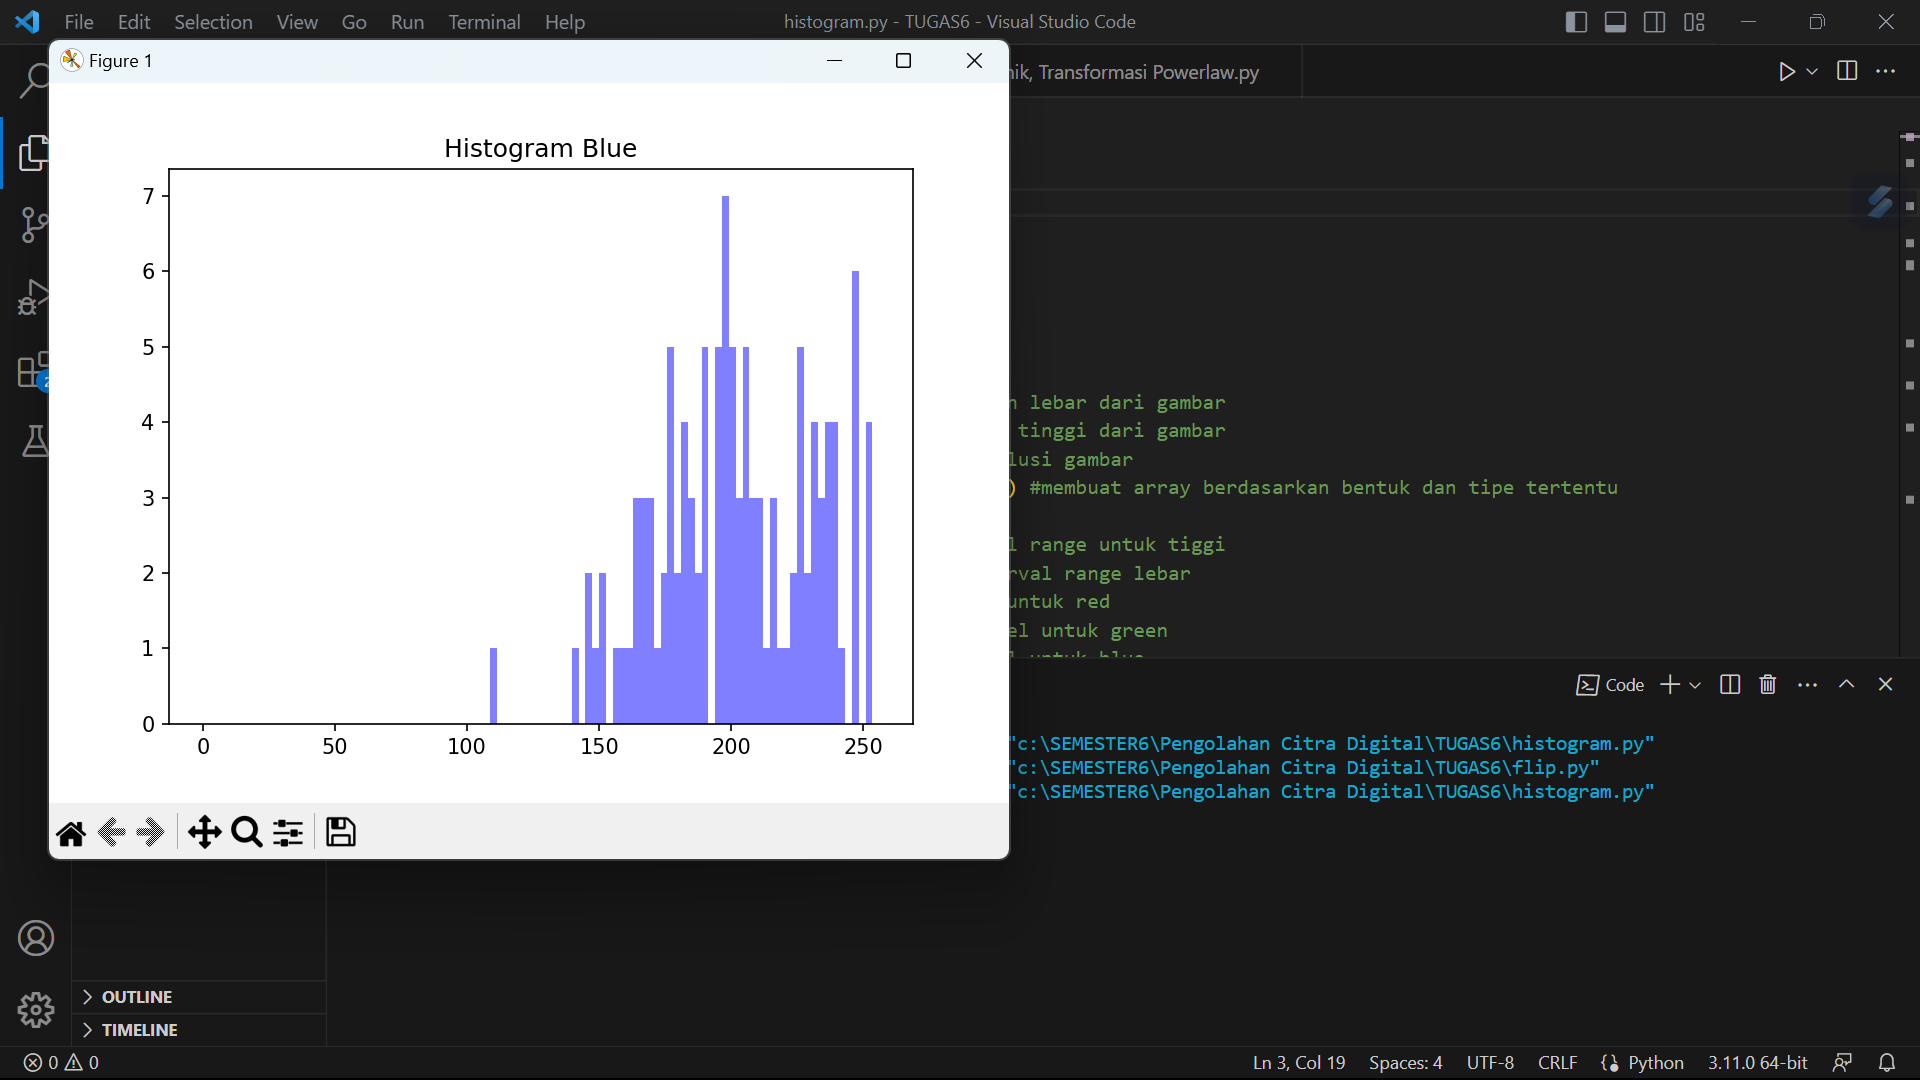 File Edit Selection View Go Run Terminal Help
histogram.py - TUGAS6 - Visual Studio Code
Figure 1
Transformasi Powerlaw.py
Histogram Blue
7
6
5
4
3
2
1
0
0 50 100 150 200 250
lebar dari gambar
tinggi dari gambar
gambar
) #membuat array berdasarkan bentuk dan tipe tertentu
range untuk tiggi
range lebar
untuk red
untuk green
Code
"c:\SEMESTER6\Pengolahan Citra Digital\TUGAS6\histogram.py"
"c:\SEMESTER6\Pengolahan Citra Digital\TUGAS6\flip.py"
"c:\SEMESTER6\Pengolahan Citra Digital\TUGAS6\histogram.py"
OUTLINE
TIMELINE
0 0
Ln 3, Col 19 Spaces: 4 UTF-8 CRLF Python 3.11.0 64-bit